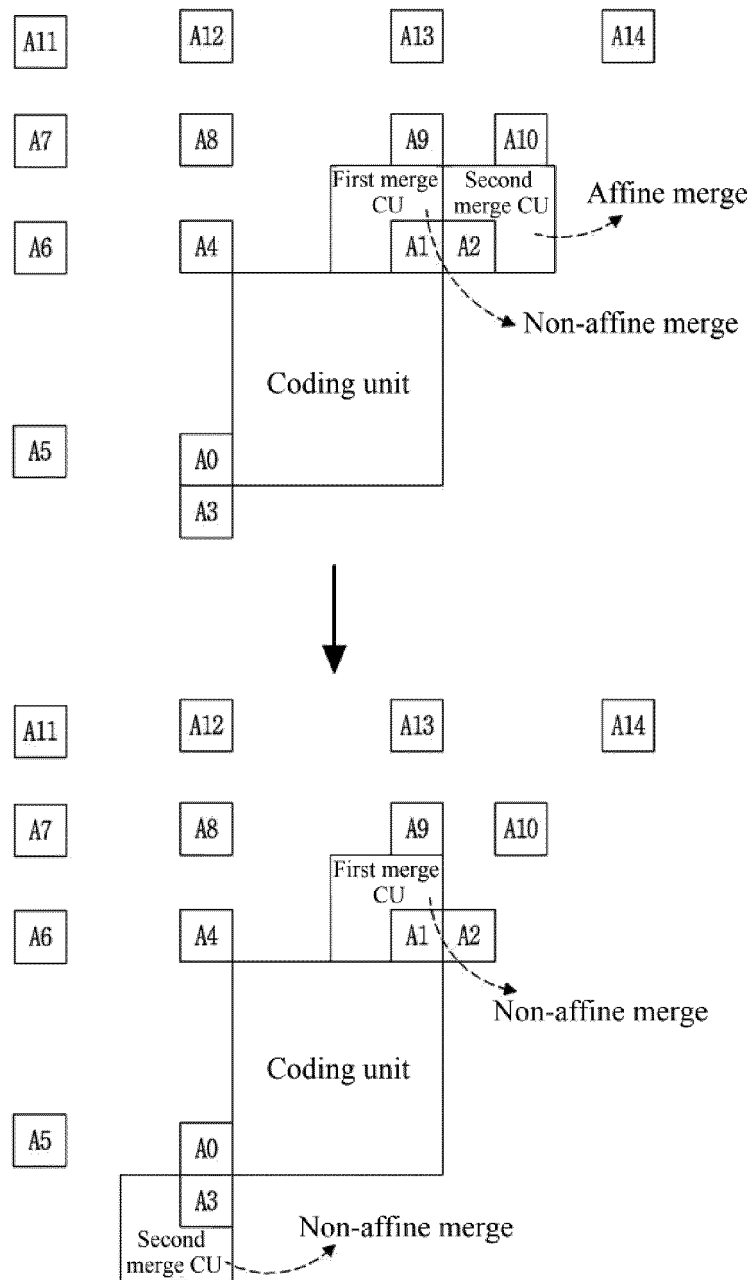 A11 A12 A13 A14
A7 A8 A9 A10
First merge CU
Second merge CU
Affine merge
A6 A4 A1 A2
Non-affine merge
Coding unit
A5 A0
A3
A11 A12 A13 A14
A7 A8 A9 A10
First merge CU
A6 A4 A1 A2
Non-affine merge
Coding unit
A5 A0
A3
Non-affine merge
Second merge CU